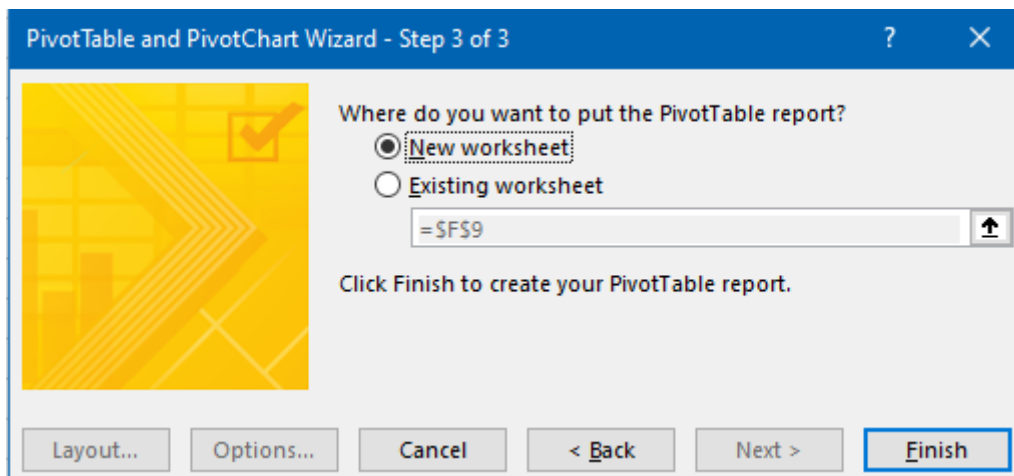 PivotTable and PivotChart Wizard - Step 3 of 3
?
Where do you want to put the PivotTable report?
New worksheet
Existing worksheet
=$F$9
Click Finish to create your PivotTable report.
Layout... Options... Cancel < Back Next > Finish